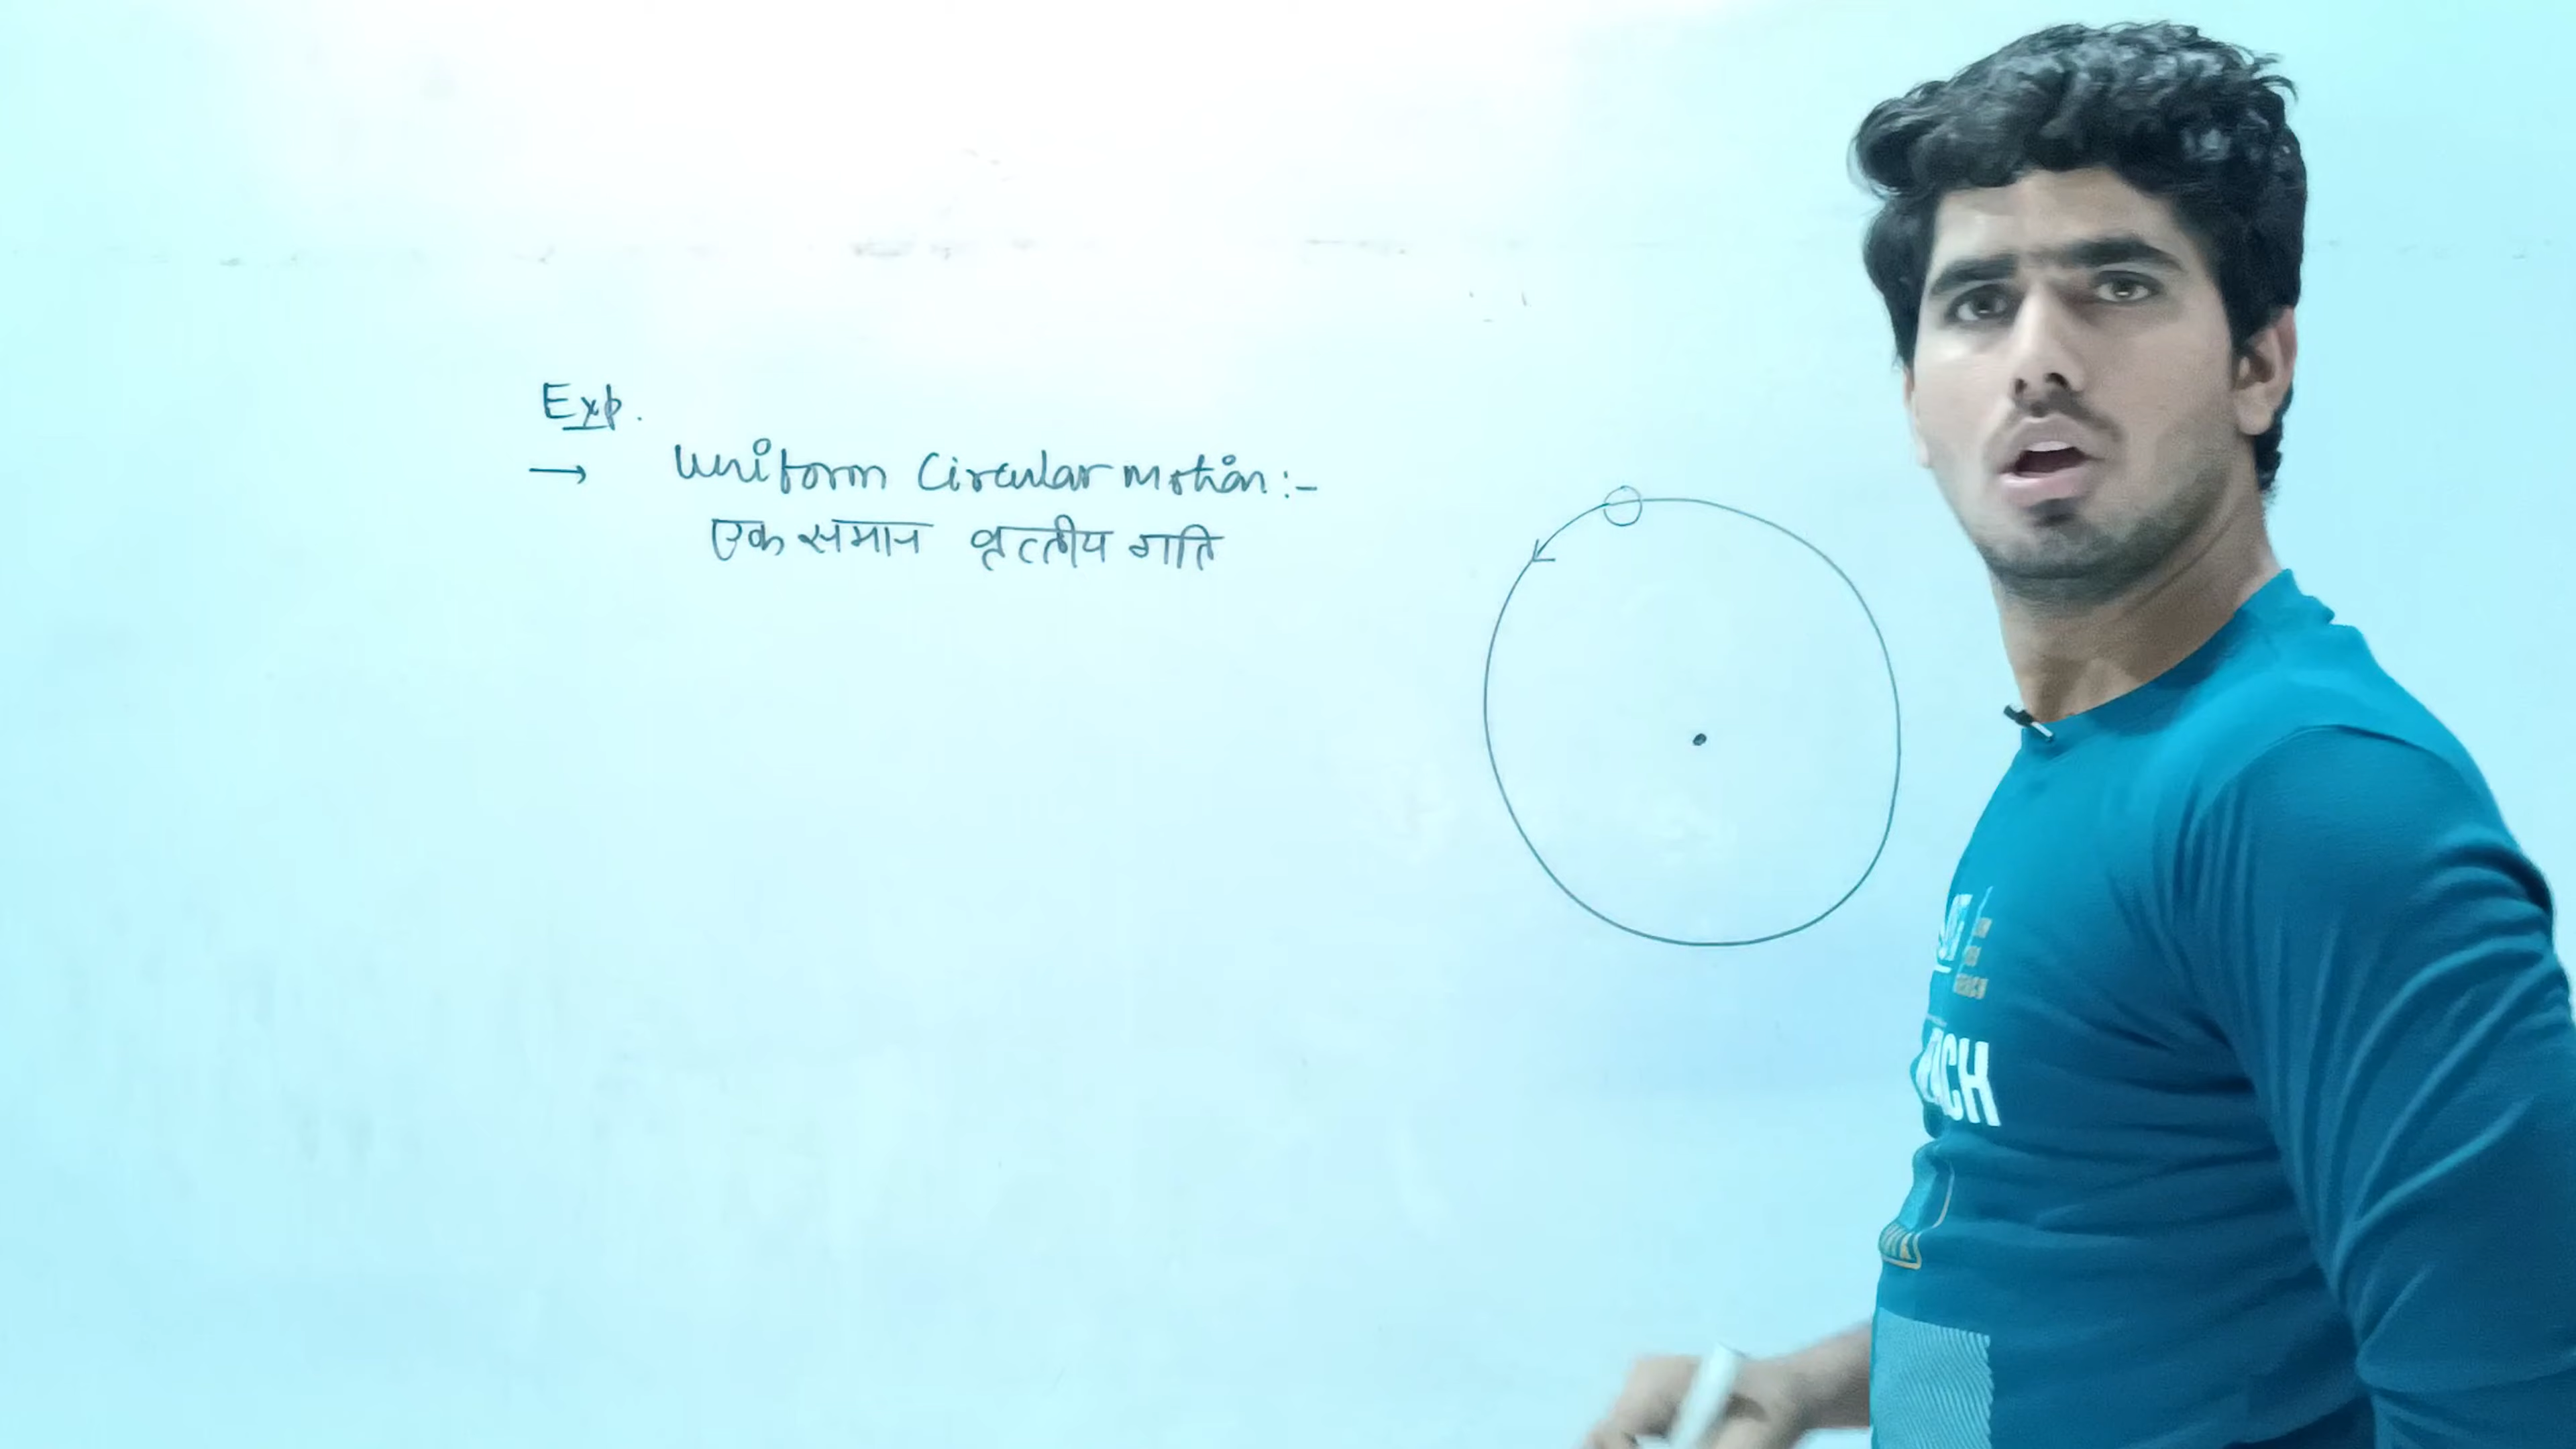 Exp.
→ Uniform Circular motion:-
एक समान वृत्तीय गति